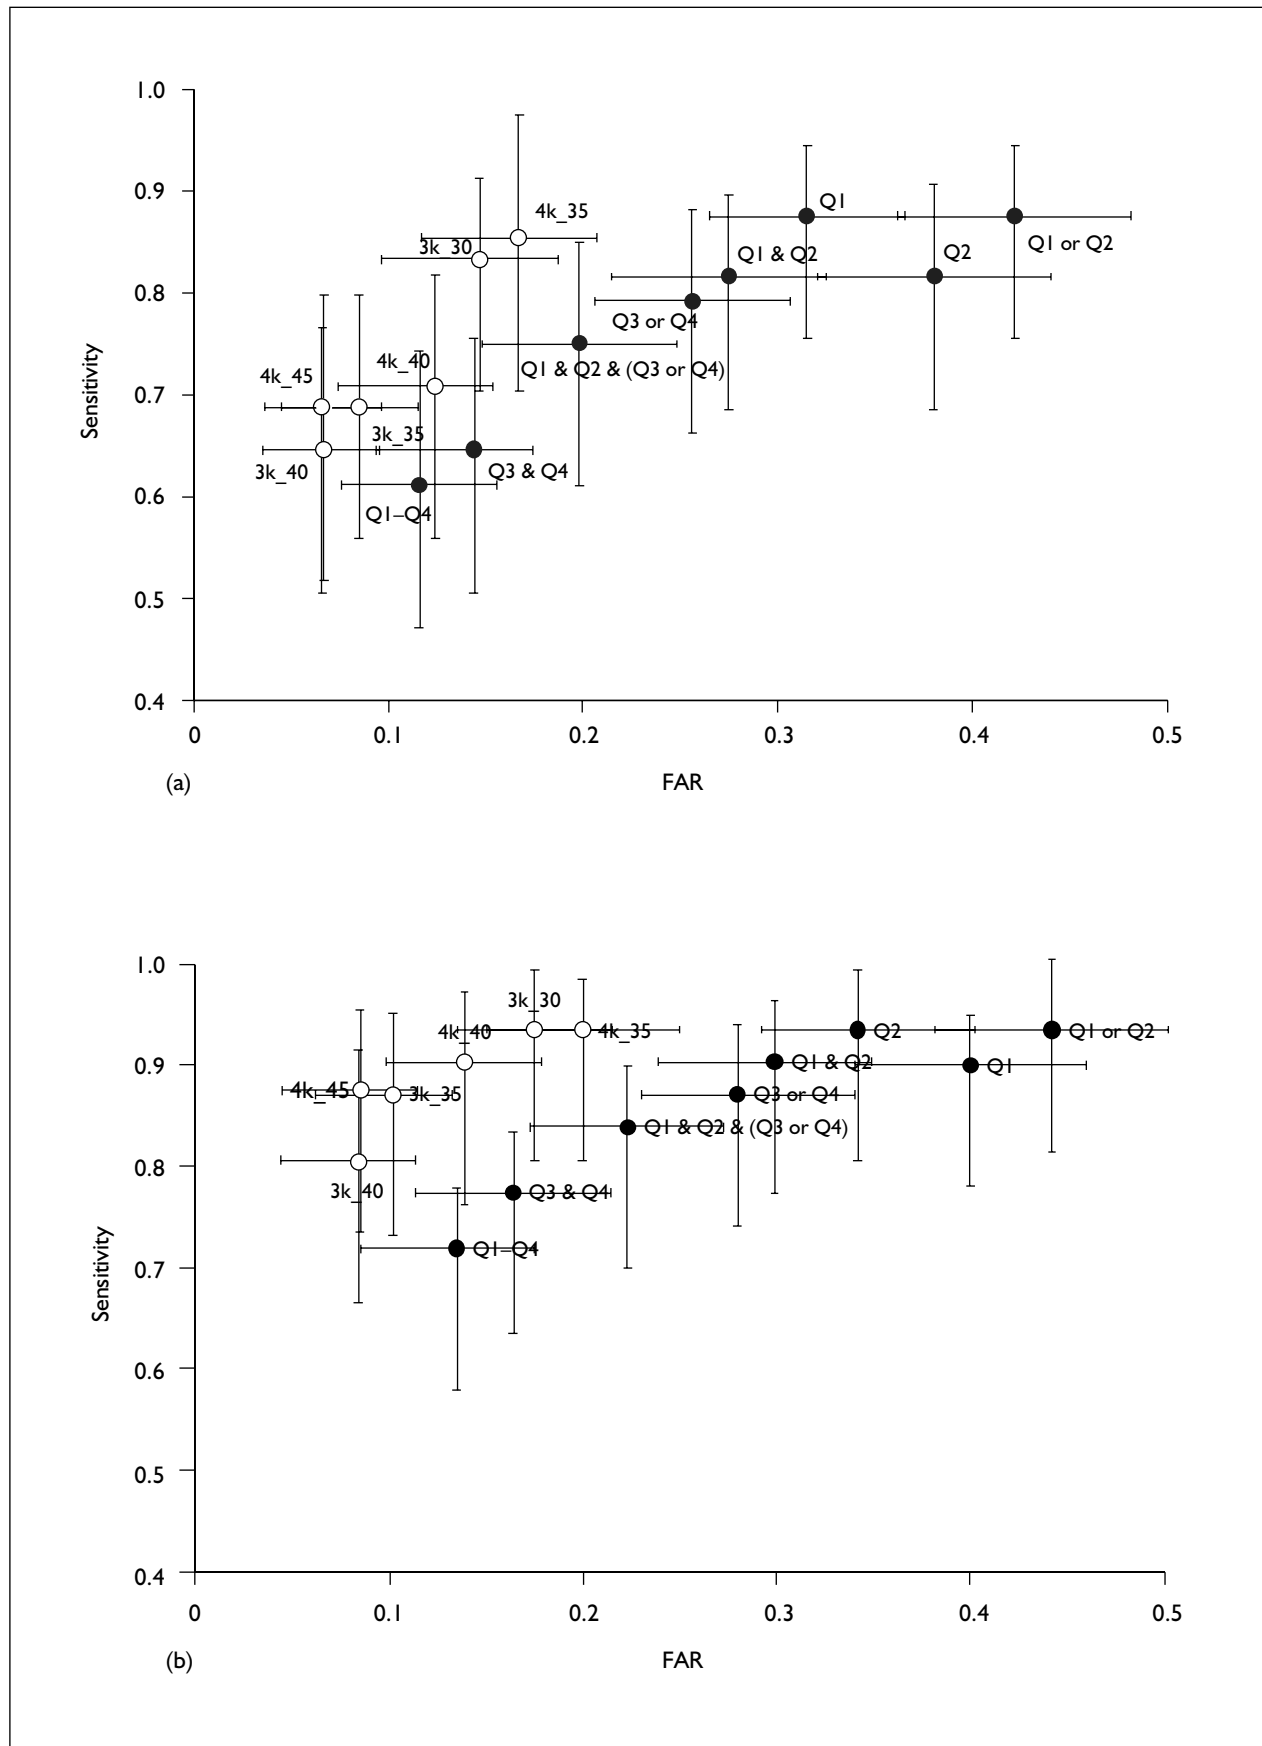 1.0
0.9
0.8
0.7
0.6
0.5
0.4
Sensitivity
4k_35
3k_30
Q1
Q1 or Q2
Q1 & Q2
Q2
Q3 or Q4
Q1 & Q2 & (Q3 or Q4)
4k_40
4k_45
3k_35
3k_40
Q3 & Q4
Q1–Q4
0 0.1 0.2 0.3 0.4 0.5
(a) FAR
1.0
0.9
0.8
0.7
0.6
0.5
0.4
Sensitivity
3k_30
4k_40
4k_35
Q2
Q1 or Q2
Q1 & Q2
Q1
4k_45
3k_35
Q3 or Q4
Q1 & Q2 & (Q3 or Q4)
3k_40
Q3 & Q4
Q1–Q4
0 0.1 0.2 0.3 0.4 0.5
(b) FAR